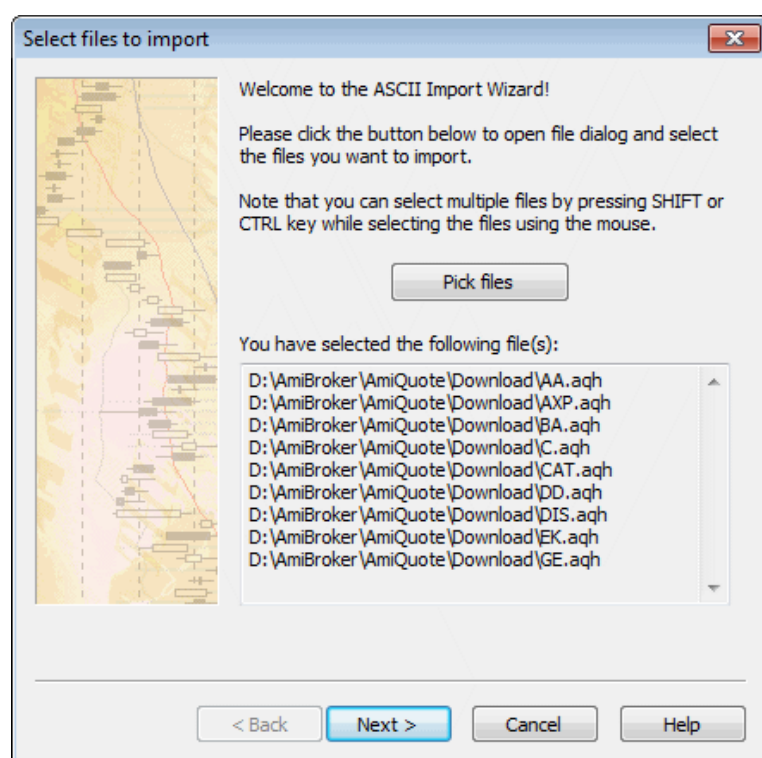 Select files to import
Welcome to the ASCII Import Wizard!
Please click the button below to open file dialog and select
the files you want to import.
Note that you can select multiple files by pressing SHIFT or
CTRL key while selecting the files using the mouse.
Pick files
You have selected the following file(s):
D:\AmiBroker\AmiQuote\Download\AA.aqh
D:\AmiBroker\AmiQuote\Download\AXP.aqh
D:\AmiBroker\AmiQuote\Download\BA.aqh
D:\AmiBroker\AmiQuote\Download\C.aqh
D:\AmiBroker\AmiQuote\Download\CAT.aqh
D:\AmiBroker\AmiQuote\Download\DD.aqh
D:\AmiBroker\AmiQuote\Download\DIS.aqh
D:\AmiBroker\AmiQuote\Download\EK.aqh
D:\AmiBroker\AmiQuote\Download\GE.aqh
< Back Next > Cancel Help